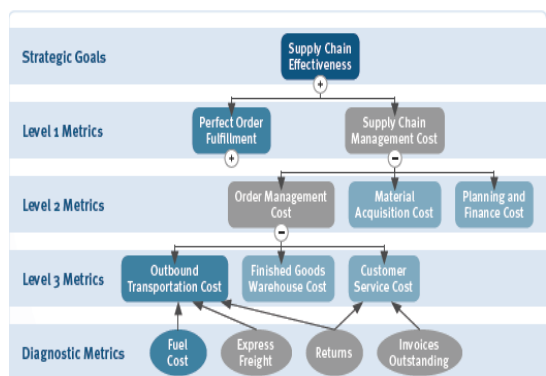 Strategic Goals
Supply Chain
Effectiveness
+
Level 1 Metrics
Perfect Order
Fulfillment
+
Supply Chain
Management Cost
−
Level 2 Metrics
Order Management
Cost
−
Material
Acquisition Cost
Planning and
Finance Cost
Level 3 Metrics
Outbound
Transportation Cost
Finished Goods
Warehouse Cost
Customer
Service Cost
Diagnostic Metrics
Fuel
Cost
Express
Freight
Returns
Invoices
Outstanding